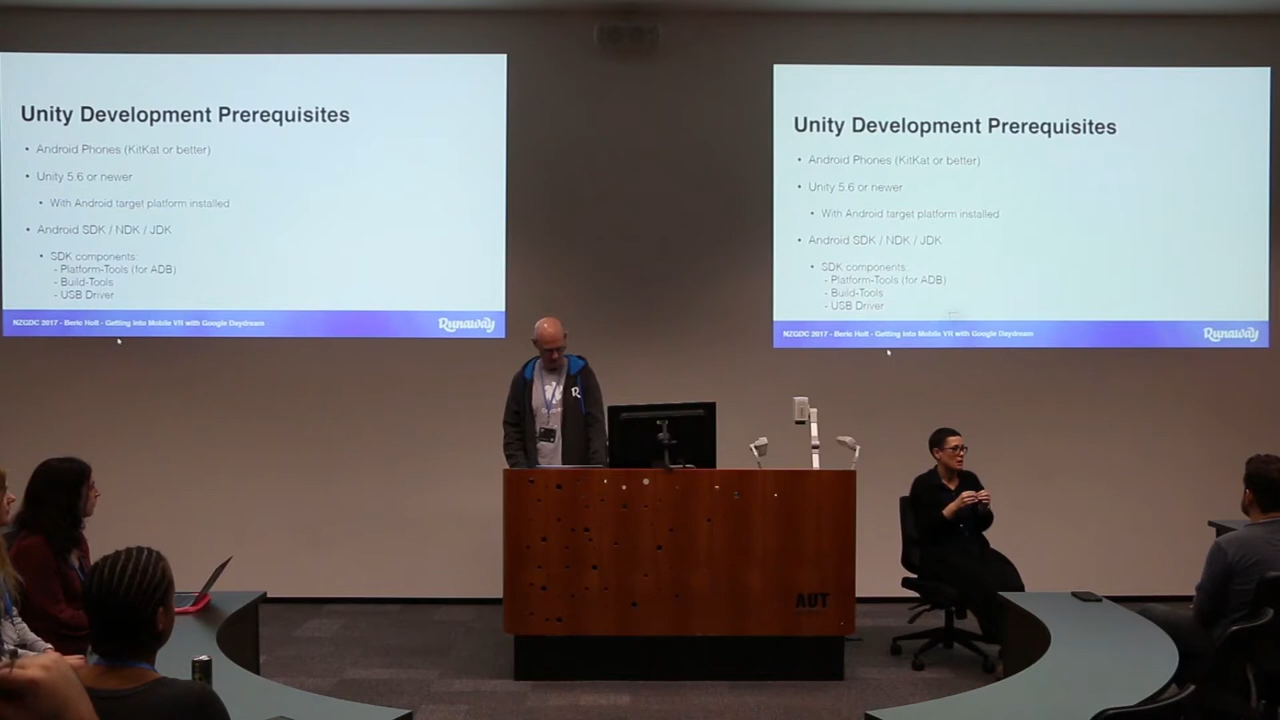 Unity Development Prerequisites
• Android Phones (KitKat or better)
• Unity 5.6 or newer
• With Android target platform installed
• Android SDK / NDK / JDK
• SDK components:
- Platform-Tools (for ADB)
- Build-Tools
- USB Driver
NZGDC 2017 - Beric Holt - Getting into Mobile VR with Google Daydream
Runaway
Unity Development Prerequisites
• Android Phones (KitKat or better)
• Unity 5.6 or newer
• With Android target platform installed
• Android SDK / NDK / JDK
• SDK components:
- Platform-Tools (for ADB)
- Build-Tools
- USB Driver
NZGDC 2017 - Beric Holt - Getting into Mobile VR with Google Daydream
Runaway
R
AUT